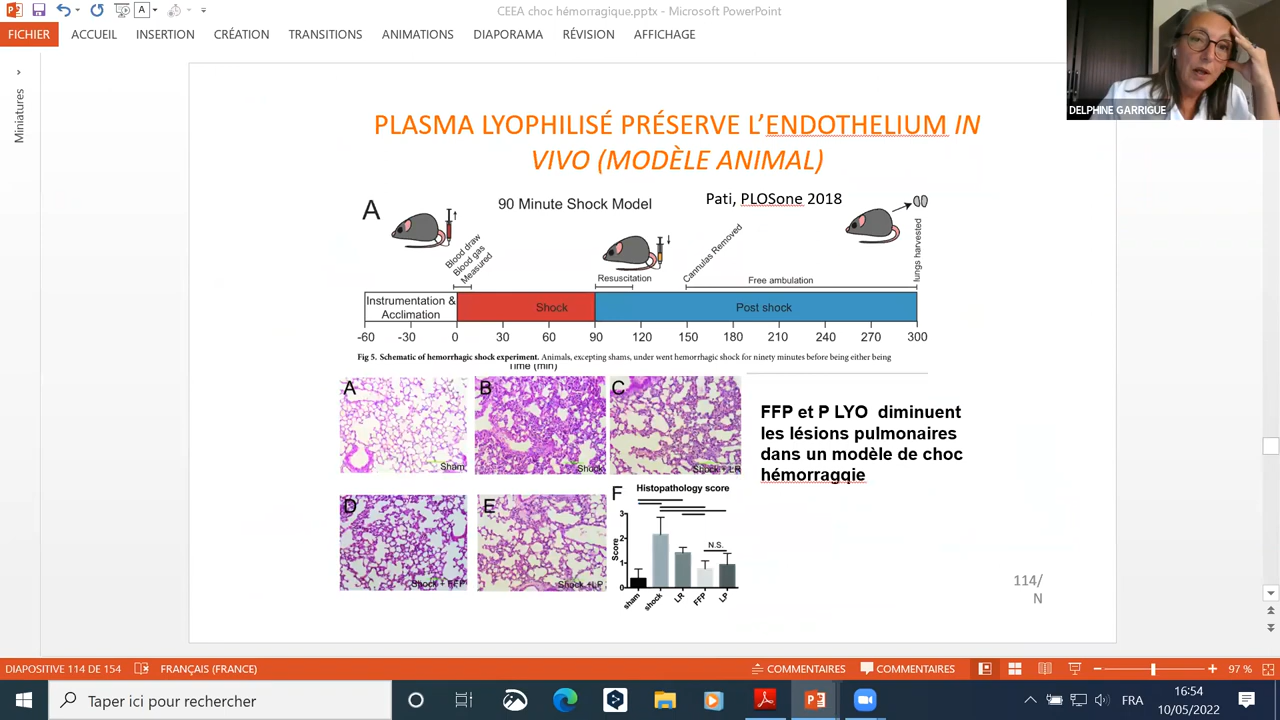 CEEA choc hémorragique.pptx - Microsoft PowerPoint
FICHIER ACCUEIL INSERTION CRÉATION TRANSITIONS ANIMATIONS DIAPORAMA RÉVISION AFFICHAGE
DELPHINE GARRIGUE
Miniatures
PLASMA LYOPHILISÉ PRÉSERVE L'ENDOTHELIUM IN
VIVO (MODÈLE ANIMAL)
A
90 Minute Shock Model
Pati, PLOSone 2018
Blood draw
Blood gas
Measured
Resuscitation
Cannulas Removed
Free ambulation
lungs harvested
Instrumentation &
Acclimation
Shock
Post shock
-60 -30 0 30 60 90 120 150 180 210 240 270 300
Fig 5. Schematic of hemorrhagic shock experiment. Animals, excepting shams, under went hemorrhagic shock for ninety minutes before being either being
Time (min)
A
Sham
B
Shock
C
Shock + LR
D
Shock + FFP
E
Shock +LP
F
Histopathology score
Score
3
2
1
0
N.S.
sham shock LR FFP LP
FFP et P LYO diminuent
les lésions pulmonaires
dans un modèle de choc
hémorragqie
114/
N
DIAPOSITIVE 114 DE 154 FRANÇAIS (FRANCE) COMMENTAIRES COMMENTAIRES 97 %
Taper ici pour rechercher
FRA
16:54
10/05/2022